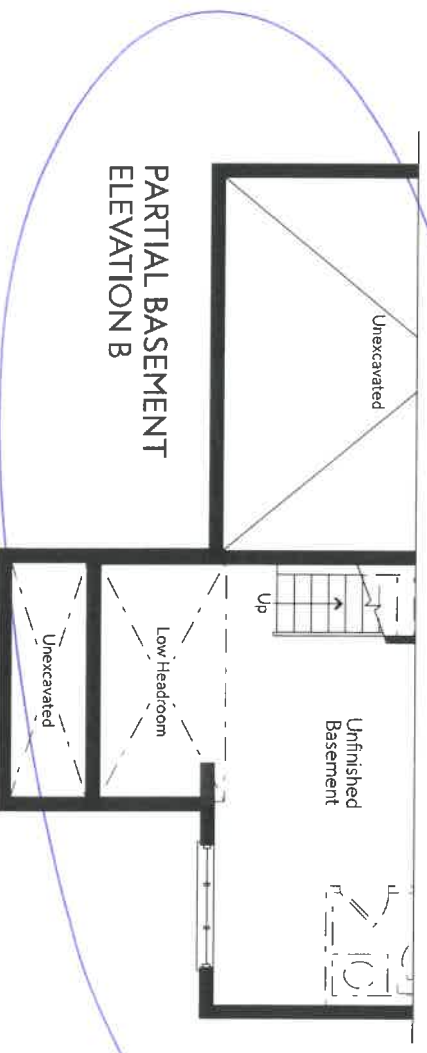 PARTIAL BASEMENT
ELEVATION B
Unexcavated
Up
Unfinished
Basement
Low Headroom
Unexcavated